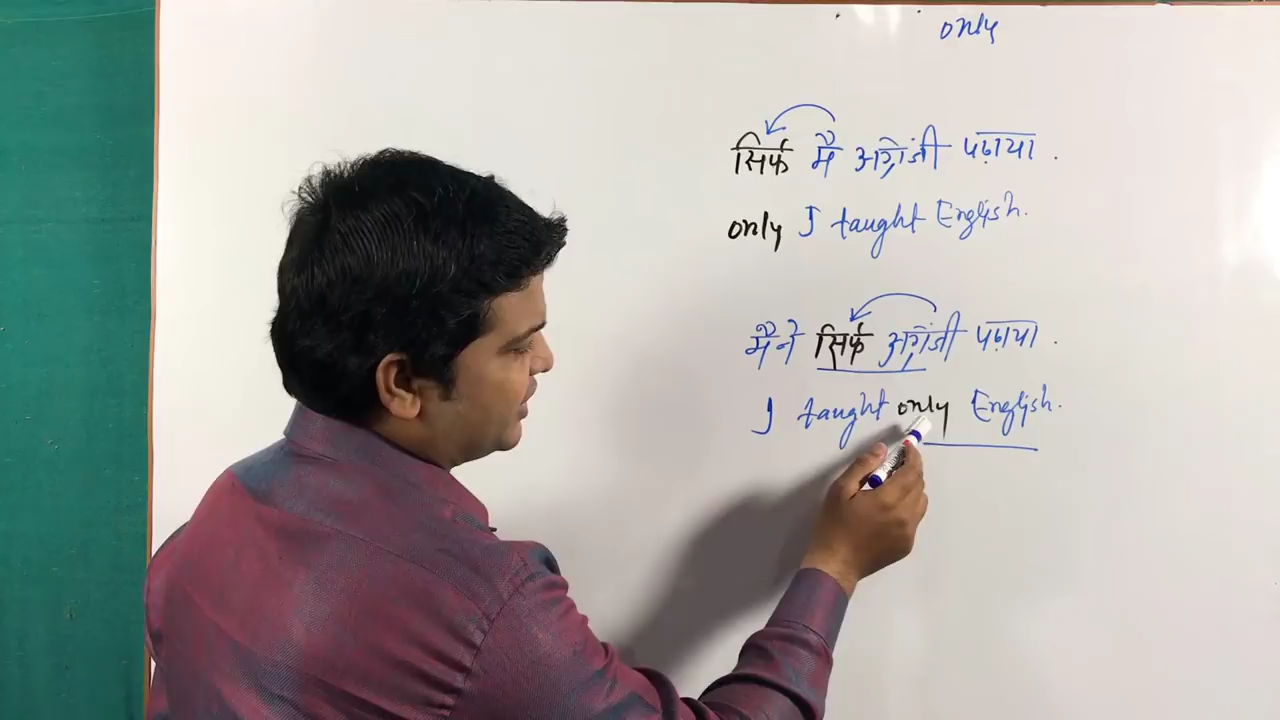 only
सिर्फ मैं अंग्रेजी पढ़ाया .
only I taught English.
मैंने सिर्फ अंग्रेजी पढ़ाया .
I taught only English.